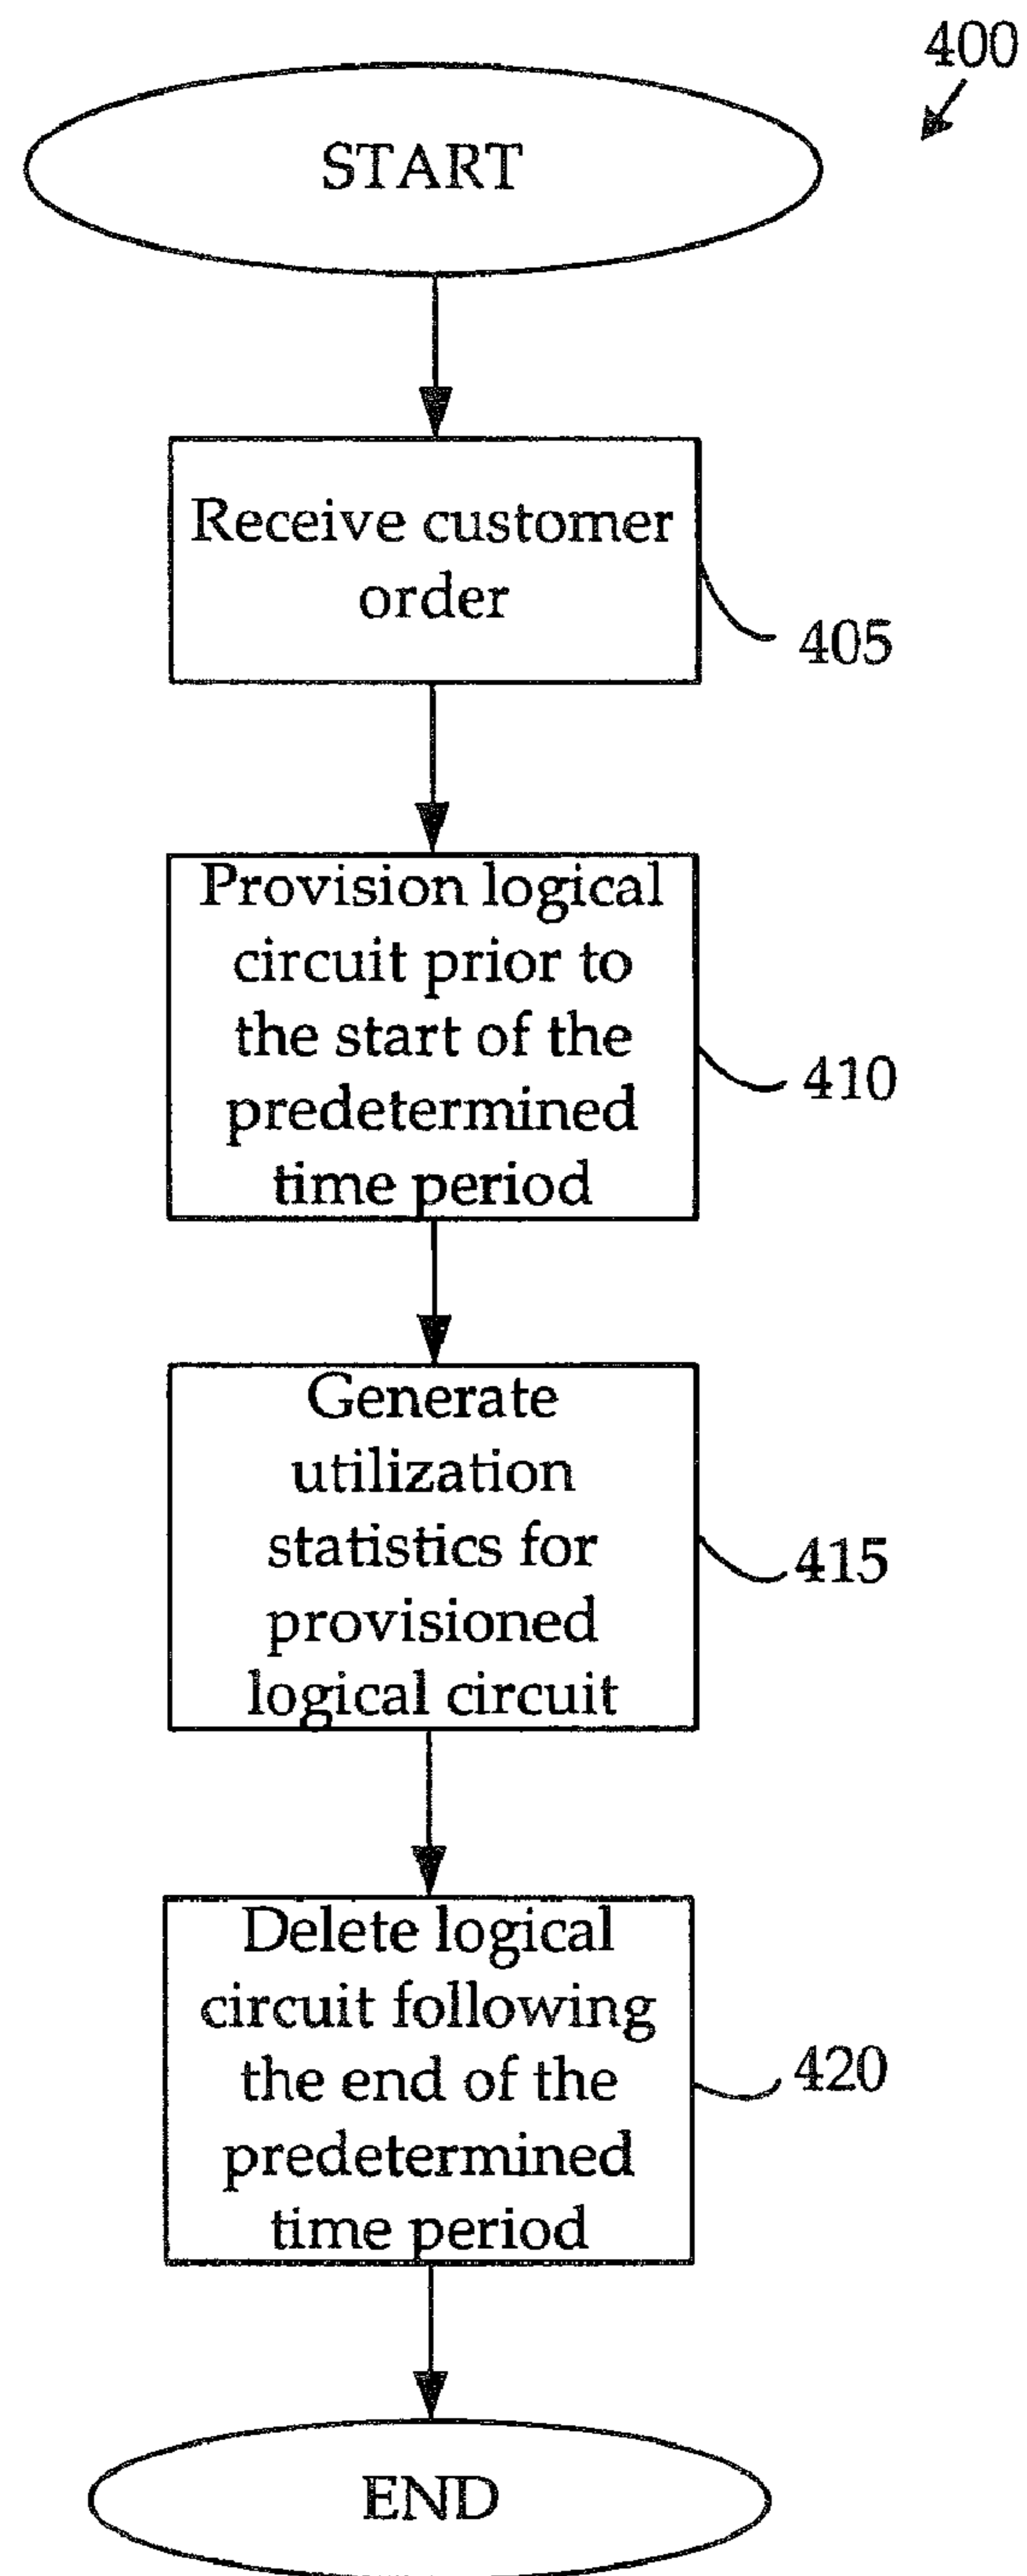 400
START
Receive customer
order
405
Provision logical
circuit prior to
the start of the
predetermined
time period
410
Generate
utilization
statistics for
provisioned
logical circuit
415
Delete logical
circuit following
the end of the
predetermined
time period
420
END